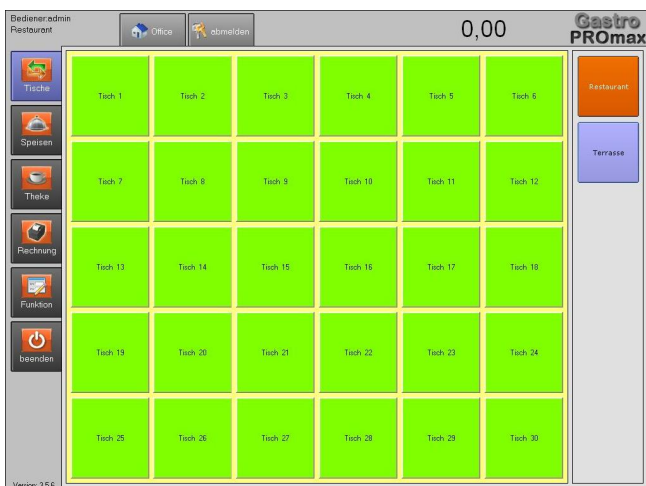 Bediener:admin
Restaurant
Office
abmelden
0,00
Gastro
PROmax
Tische
Speisen
Theke
Rechnung
Funktion
beenden
Tisch 1
Tisch 2
Tisch 3
Tisch 4
Tisch 5
Tisch 6
Tisch 7
Tisch 8
Tisch 9
Tisch 10
Tisch 11
Tisch 12
Tisch 13
Tisch 14
Tisch 15
Tisch 16
Tisch 17
Tisch 18
Tisch 19
Tisch 20
Tisch 21
Tisch 22
Tisch 23
Tisch 24
Tisch 25
Tisch 26
Tisch 27
Tisch 28
Tisch 29
Tisch 30
Restaurant
Terrasse
Version: 3.5.6